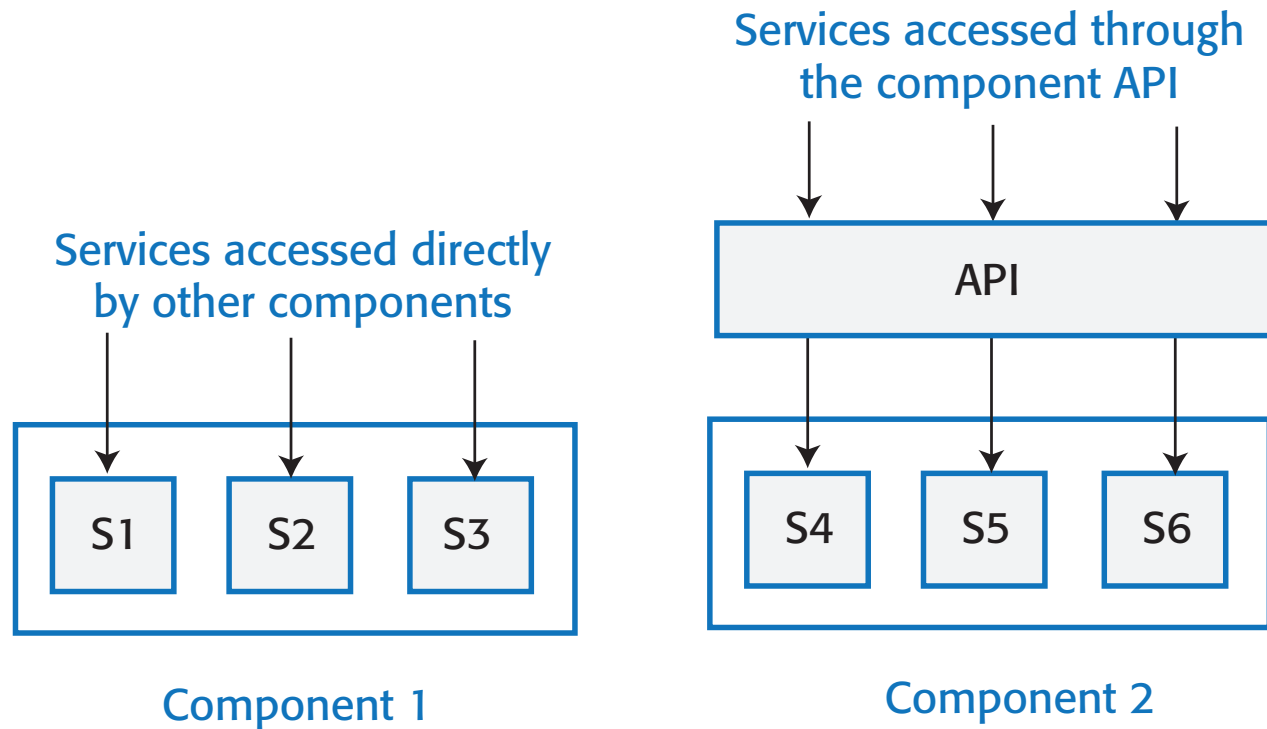 Services accessed directly
by other components
S1
S2
S3
Component 1
Services accessed through
the component API
API
S4
S5
S6
Component 2